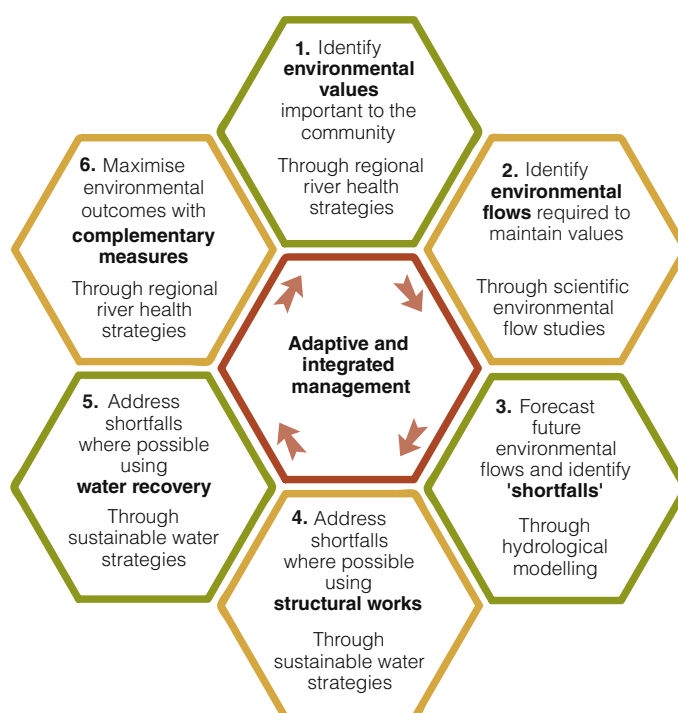 1. Identify
environmental
values
important to the
community
Through regional
river health
strategies
2. Identify
environmental
flows required to
maintain values
Through scientific
environmental
flow studies
3. Forecast
future
environmental
flows and identify
'shortfalls'
Through
hydrological
modelling
4. Address
shortfalls
where possible
using
structural works
Through
sustainable water
strategies
5. Address
shortfalls
where possible
using
water recovery
Through
sustainable water
strategies
6. Maximise
environmental
outcomes with
complementary
measures
Through regional
river health
strategies
Adaptive and
integrated
management